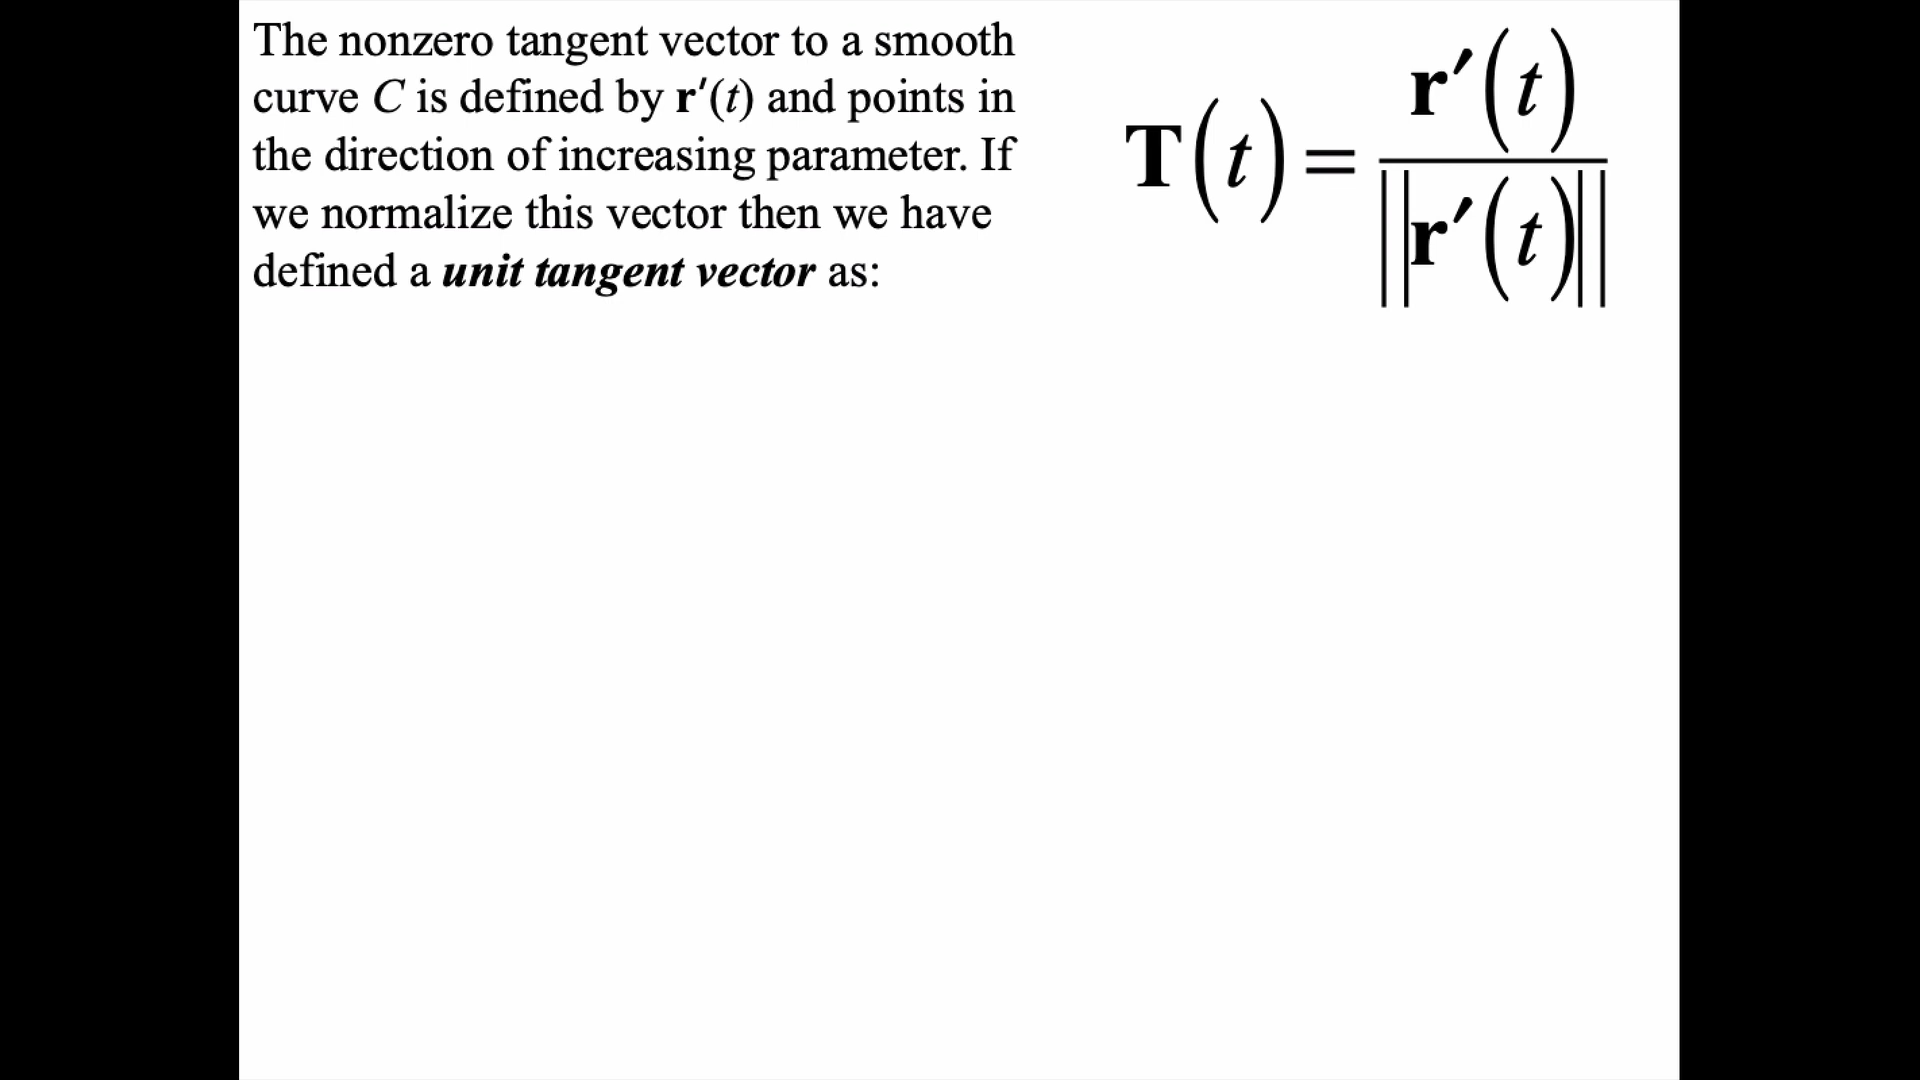 The nonzero tangent vector to a smooth
curve C is defined by r′(t) and points in
the direction of increasing parameter. If
we normalize this vector then we have
defined a unit tangent vector as:
T(t) = r′(t) / ||r′(t)||